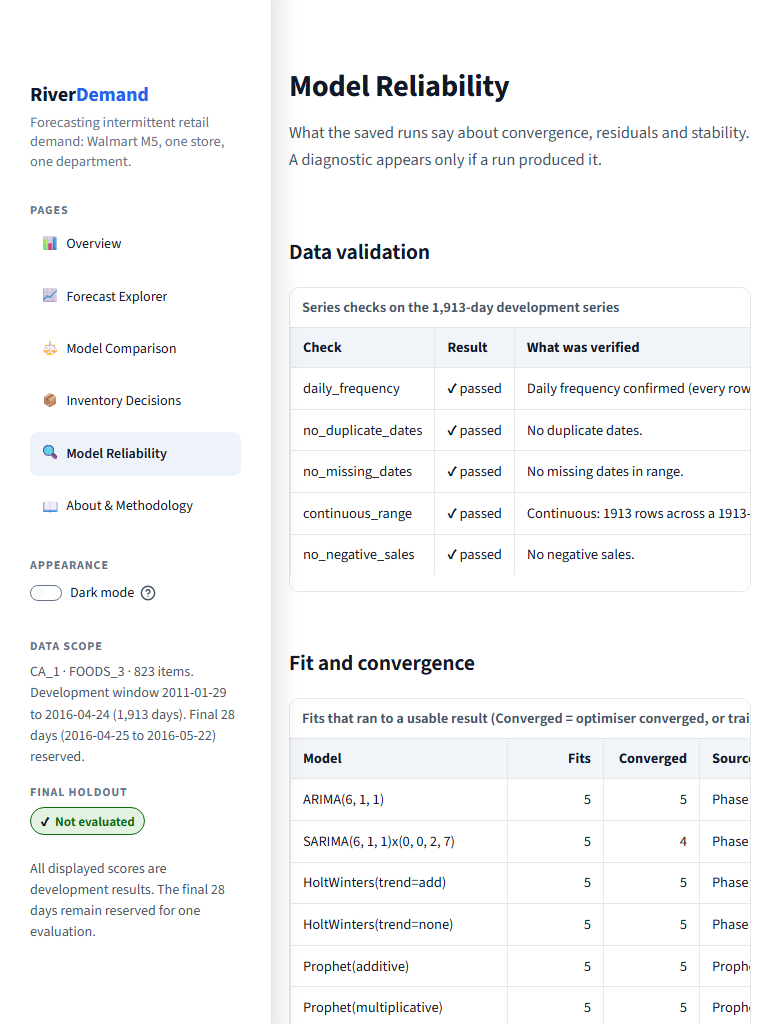 RiverDemand
Forecasting intermittent retail
demand: Walmart M5, one store,
one department.
PAGES
Overview
Forecast Explorer
Model Comparison
Inventory Decisions
Model Reliability
About & Methodology
APPEARANCE
Dark mode
DATA SCOPE
CA_1 · FOODS_3 · 823 items.
Development window 2011-01-29
to 2016-04-24 (1,913 days). Final 28
days (2016-04-25 to 2016-05-22)
reserved.
FINAL HOLDOUT
✓ Not evaluated
All displayed scores are
development results. The final 28
days remain reserved for one
evaluation.
Model Reliability
What the saved runs say about convergence, residuals and stability.
A diagnostic appears only if a run produced it.
Data validation
Series checks on the 1,913-day development series
Check Result What was verified
daily_frequency ✓ passed Daily frequency confirmed (every row
no_duplicate_dates ✓ passed No duplicate dates.
no_missing_dates ✓ passed No missing dates in range.
continuous_range ✓ passed Continuous: 1913 rows across a 1913-
no_negative_sales ✓ passed No negative sales.
Fit and convergence
Fits that ran to a usable result (Converged = optimiser converged, or trai
Model Fits Converged Source
ARIMA(6, 1, 1) 5 5 Phase
SARIMA(6, 1, 1)x(0, 0, 2, 7) 5 4 Phase
HoltWinters(trend=add) 5 5 Phase
HoltWinters(trend=none) 5 5 Phase
Prophet(additive) 5 5 Proph
Prophet(multiplicative) 5 5 Proph